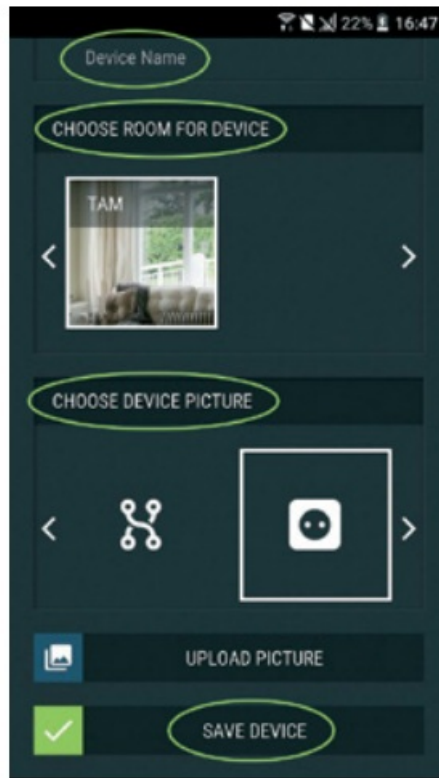 22% 16:47
Device Name
CHOOSE ROOM FOR DEVICE
TAM
CHOOSE DEVICE PICTURE
UPLOAD PICTURE
SAVE DEVICE